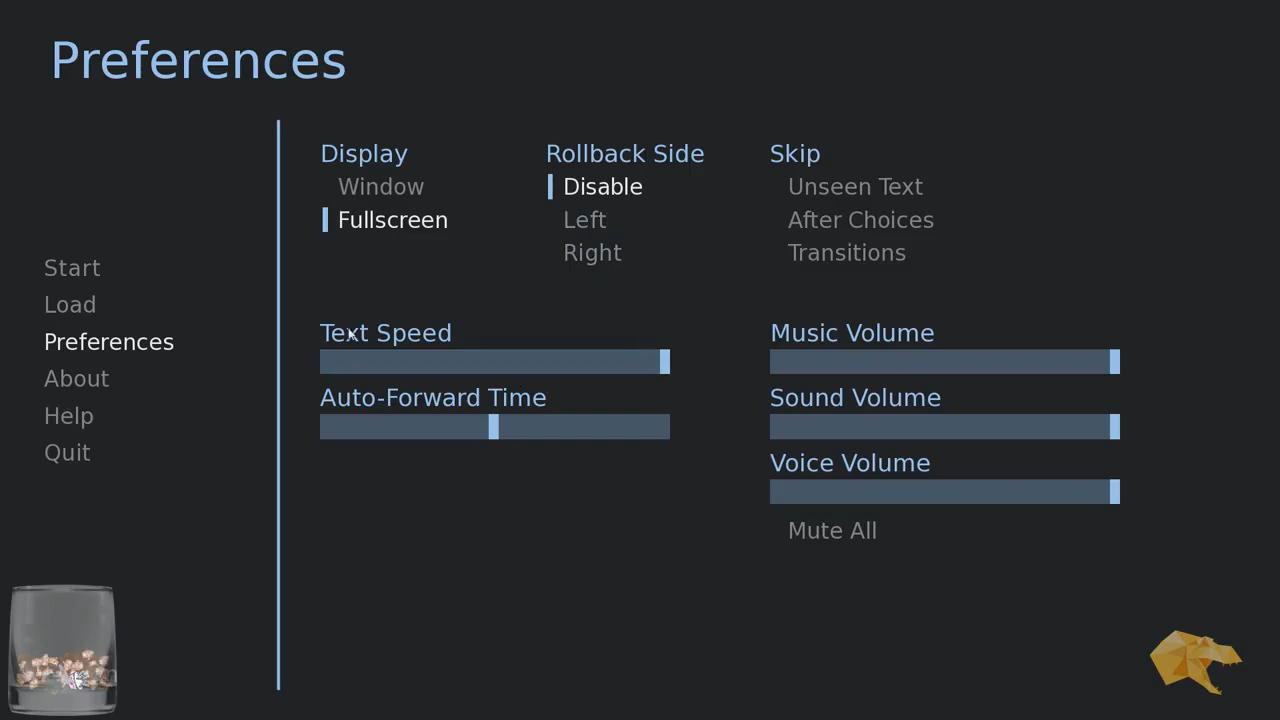 Preferences
Start
Load
Preferences
About
Help
Quit
Display
Window
Fullscreen
Rollback Side
Disable
Left
Right
Skip
Unseen Text
After Choices
Transitions
Text Speed
Auto-Forward Time
Music Volume
Sound Volume
Voice Volume
Mute All